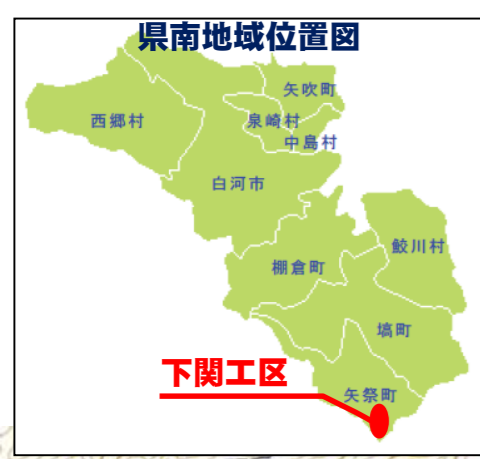 県南地域位置図
矢吹町
西郷村
泉崎村
中島村
白河市
鮫川村
棚倉町
塙町
下関工区
矢祭町